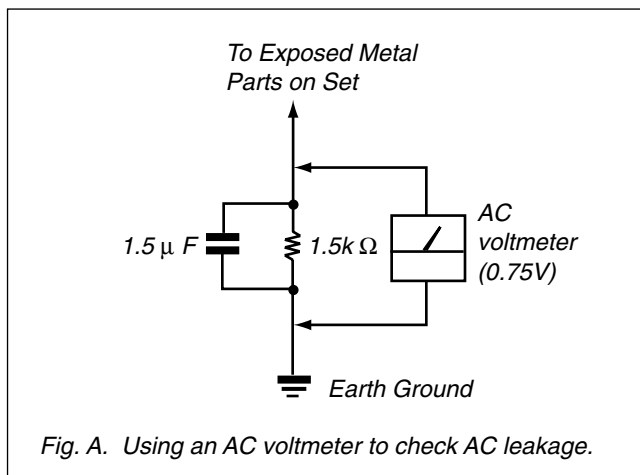 To Exposed Metal
Parts on Set
1.5 μ F
1.5k Ω
AC
voltmeter
(0.75V)
Earth Ground
Fig. A. Using an AC voltmeter to check AC leakage.